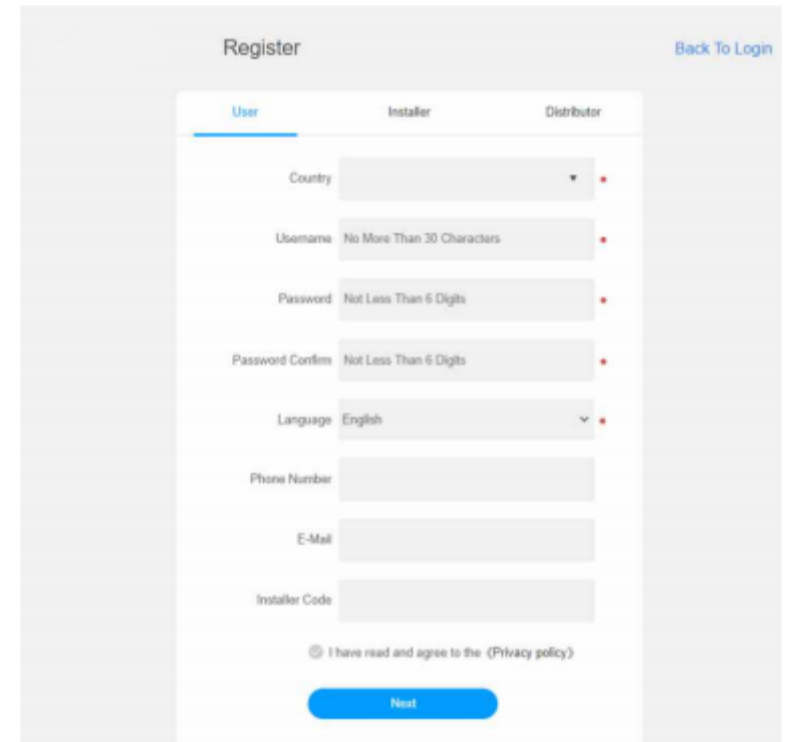 Register
Back To Login
User Installer Distributor
Country
Username No More Than 30 Characters
Password Not Less Than 6 Digits
Password Confirm Not Less Than 6 Digits
Language English
Phone Number
E-Mail
Installer Code
I have read and agree to the 《Privacy policy》
Next